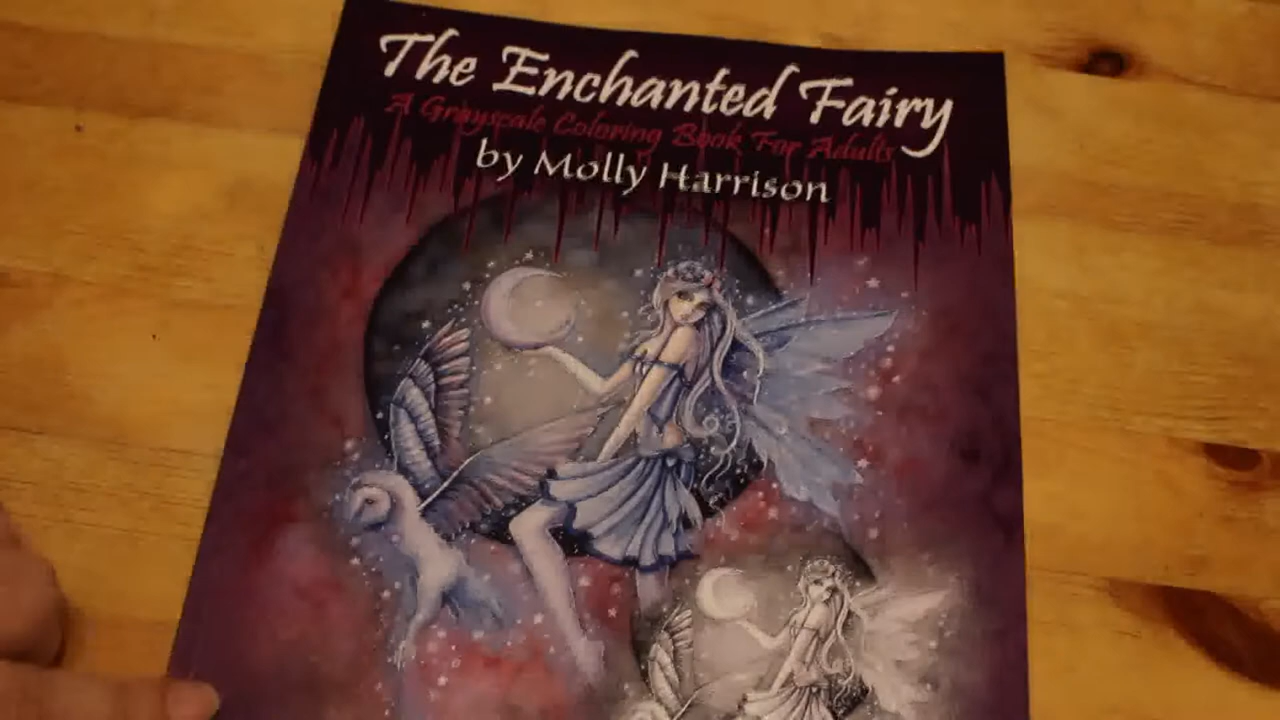 The Enchanted Fairy
A Grayscale Coloring Book For Adults
by Molly Harrison